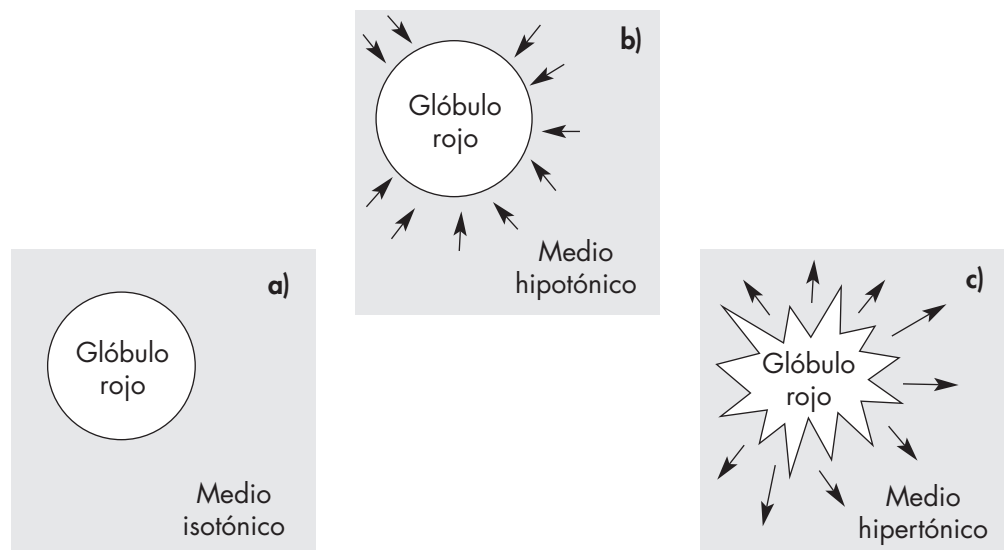 a)
Glóbulo
rojo
Medio
isotónico
b)
Glóbulo
rojo
Medio
hipotónico
c)
Glóbulo
rojo
Medio
hipertónico